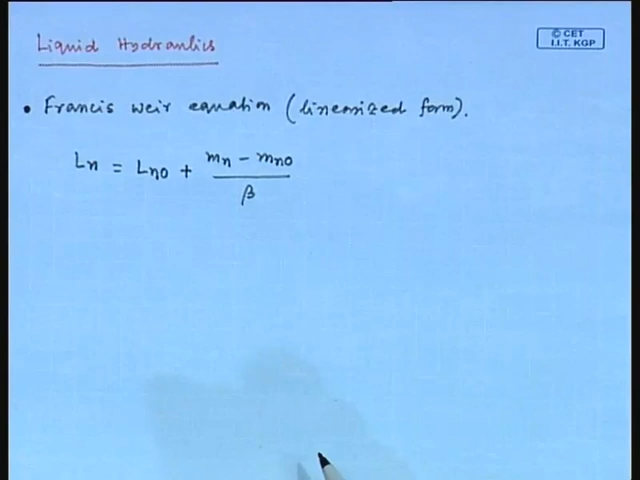 Liquid Hydraulics
© CET
I.I.T. KGP
• Francis weir equation (linearized form).
Ln = Ln0 + (mn - mn0) / β